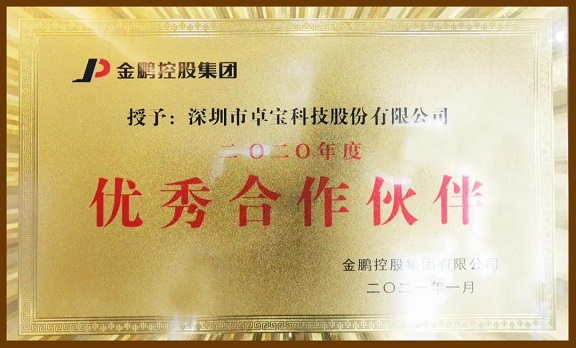 金鹏控股集团
授予：深圳市卓宝科技股份有限公司
二〇二〇年度
优秀合作伙伴
金鹏控股集团有限公司
二〇二一年一月